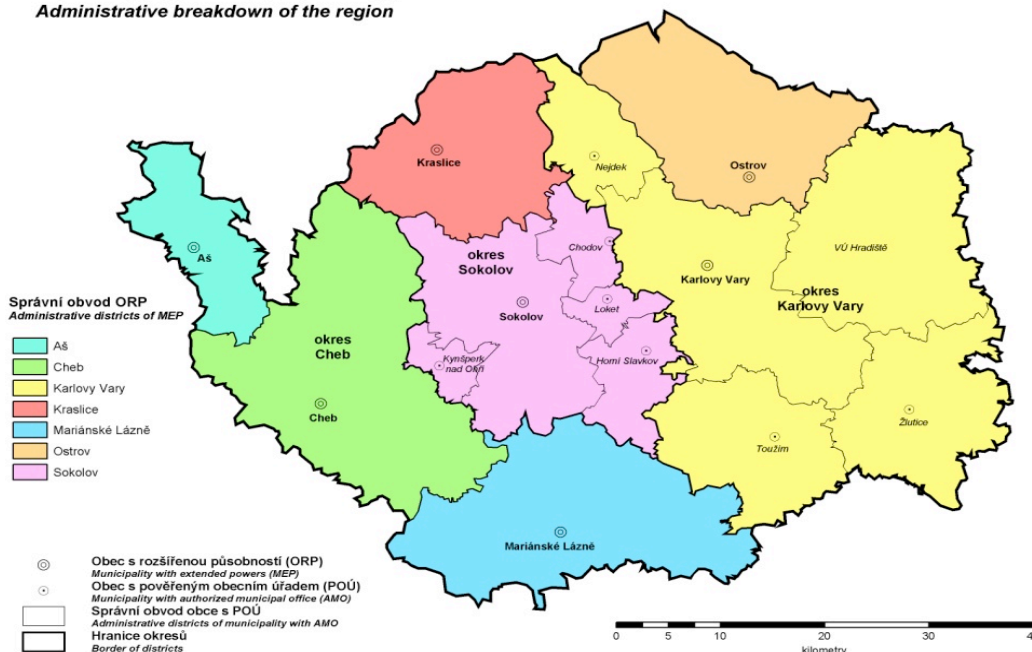 Administrative breakdown of the region
Kraslice
Nejdek
Ostrov
Aš
Chodov
VÚ Hradiště
okres
Sokolov
Karlovy Vary
okres
Karlovy Vary
Sokolov
Loket
okres
Cheb
Kynšperk
nad Ohří
Horní Slavkov
Cheb
Toužim
Žlutice
Mariánské Lázně
Správní obvod ORP
Administrative districts of MEP
Aš
Cheb
Karlovy Vary
Kraslice
Mariánské Lázně
Ostrov
Sokolov
Obec s rozšířenou působností (ORP)
Municipality with extended powers (MEP)
Obec s pověřeným obecním úřadem (POÚ)
Municipality with authorized municipal office (AMO)
Správní obvod obce s POÚ
Administrative districts of municipality with AMO
Hranice okresů
Border of districts
0 5 10 20 30
kilometry